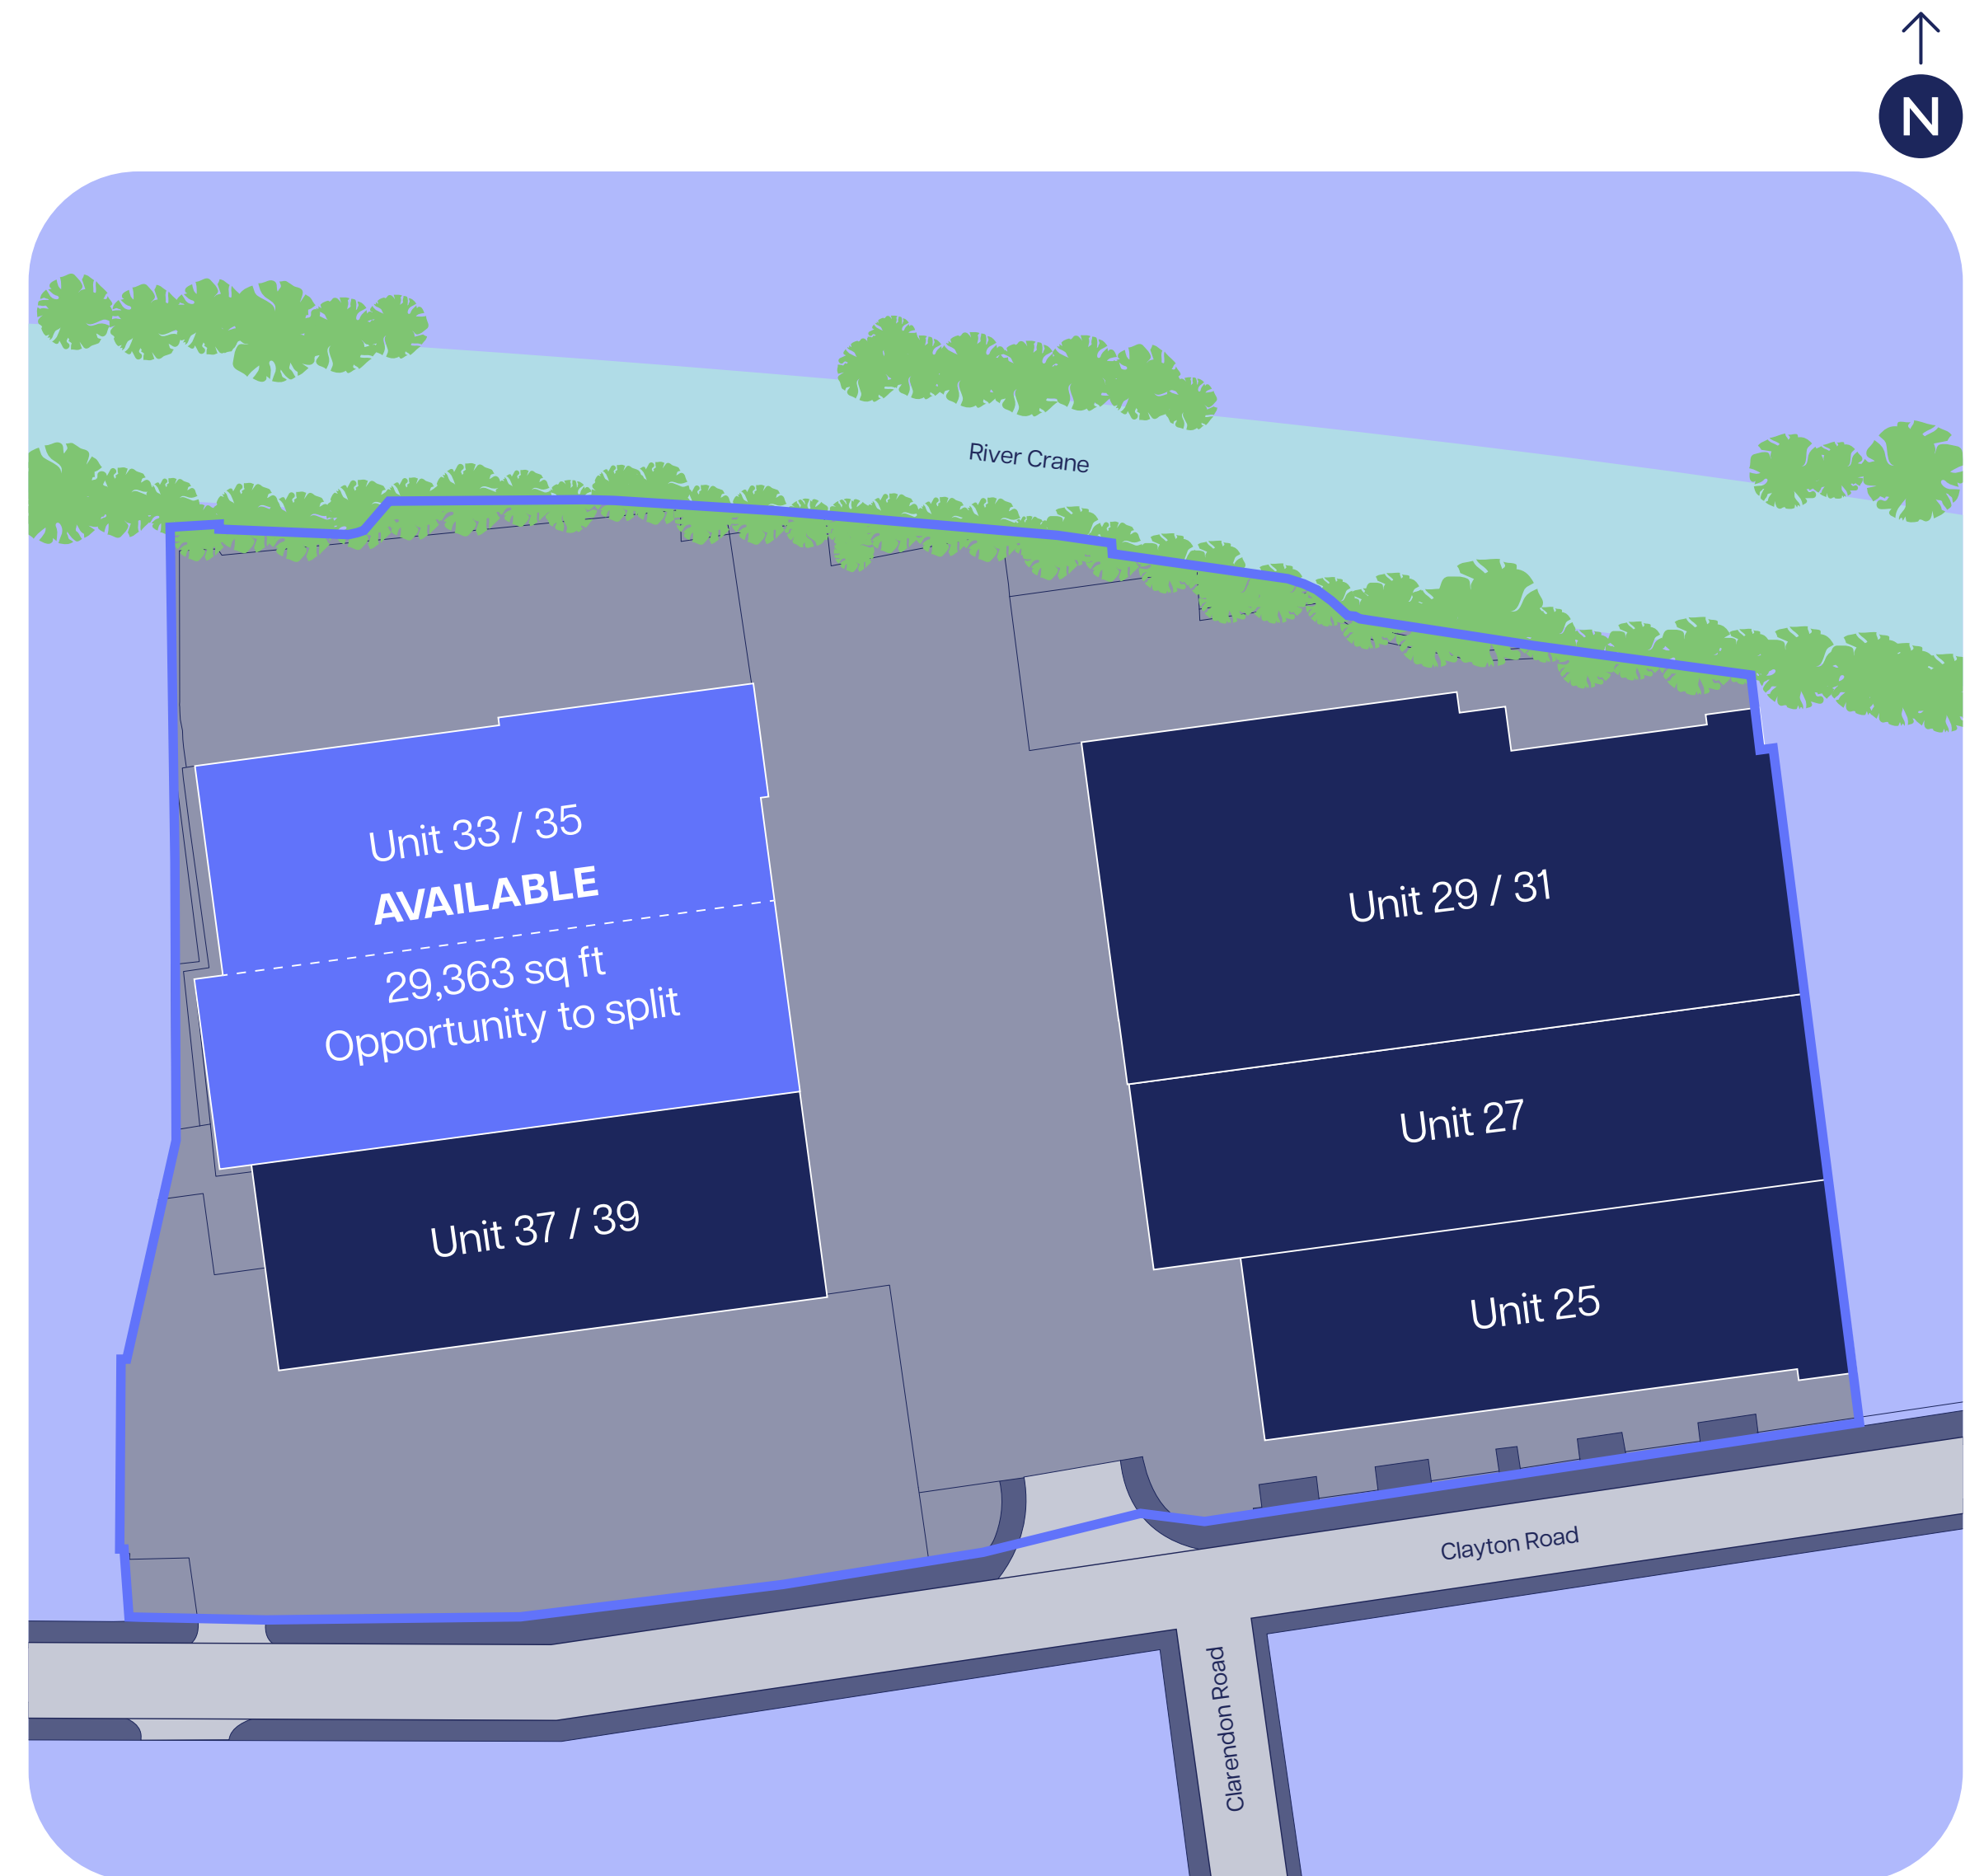 N
River Crane
Unit 33 / 35
AVAILABLE
29,363 sq ft
Opportunity to split
Unit 37 / 39
Unit 29 / 31
Unit 27
Unit 25
Clayton Road
Clarendon Road